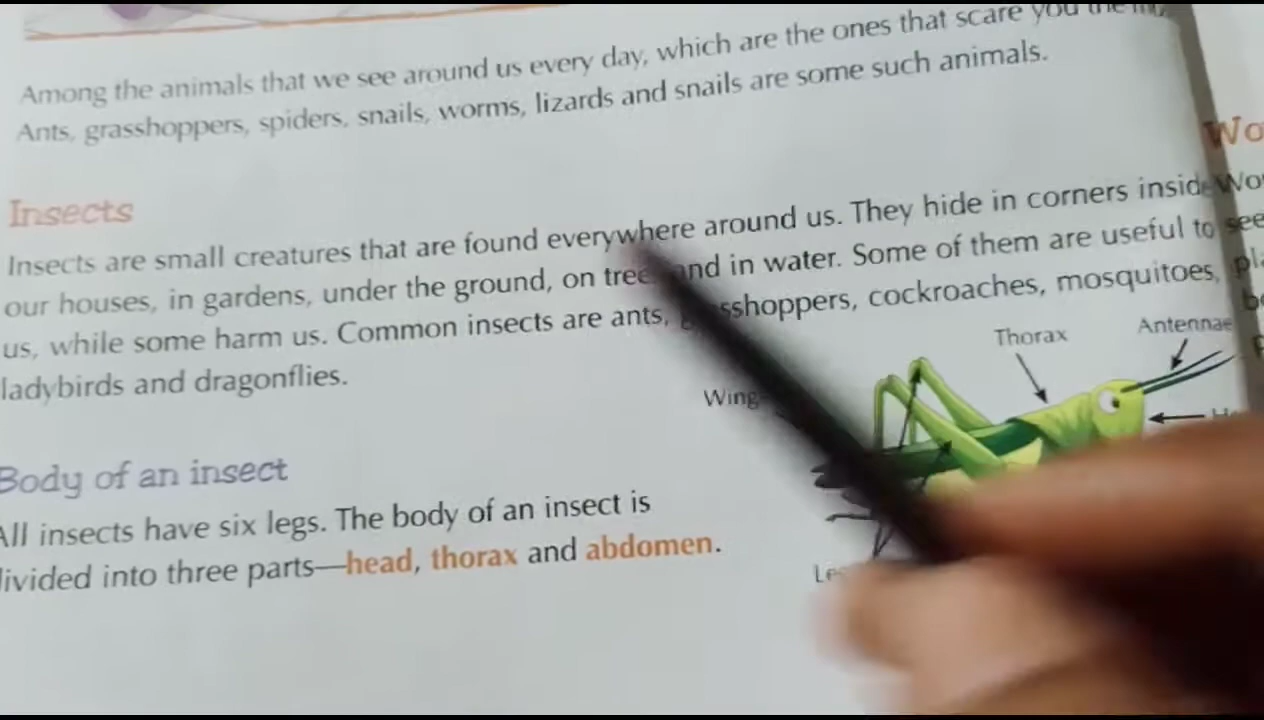 Among the animals that we see around us every day, which are the ones that scare you
Ants, grasshoppers, spiders, snails, worms, lizards and snails are some such animals.
Insects
Insects are small creatures that are found everywhere around us. They hide in corners
our houses, in gardens, under the ground, on and in water. Some of them are useful to
us, while some harm us. Common insects are ants, cockroaches, mosquitoes,
ladybirds and dragonflies.
Thorax
Antennae
Body of an insect
All insects have six legs. The body of an insect is
divided into three parts—head, thorax and abdomen.